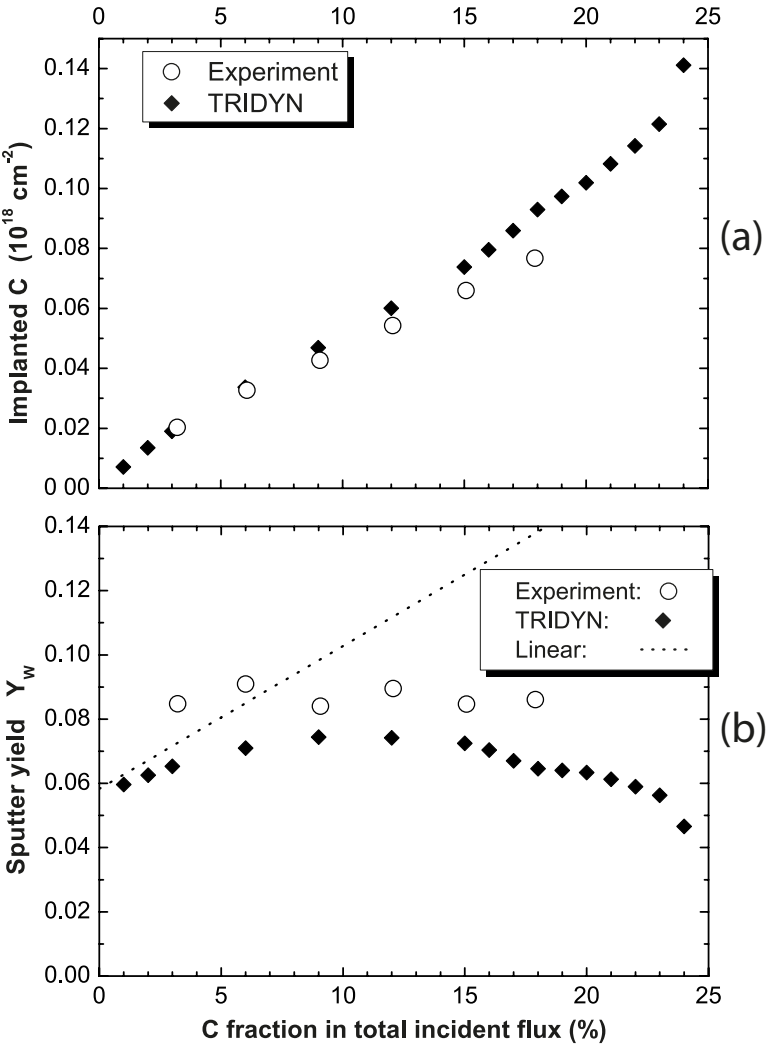 0 5 10 15 20 25
0.14
Experiment
TRIDYN
0.12
0.10
0.08
0.06
0.04
0.02
0.00
Implanted C (10¹⁸ cm⁻²)
(a)
0.14
0.12
Experiment:
TRIDYN:
Linear:
0.10
0.08
0.06
0.04
0.02
0.00
Sputter yield Y_W
(b)
0 5 10 15 20 25
C fraction in total incident flux (%)